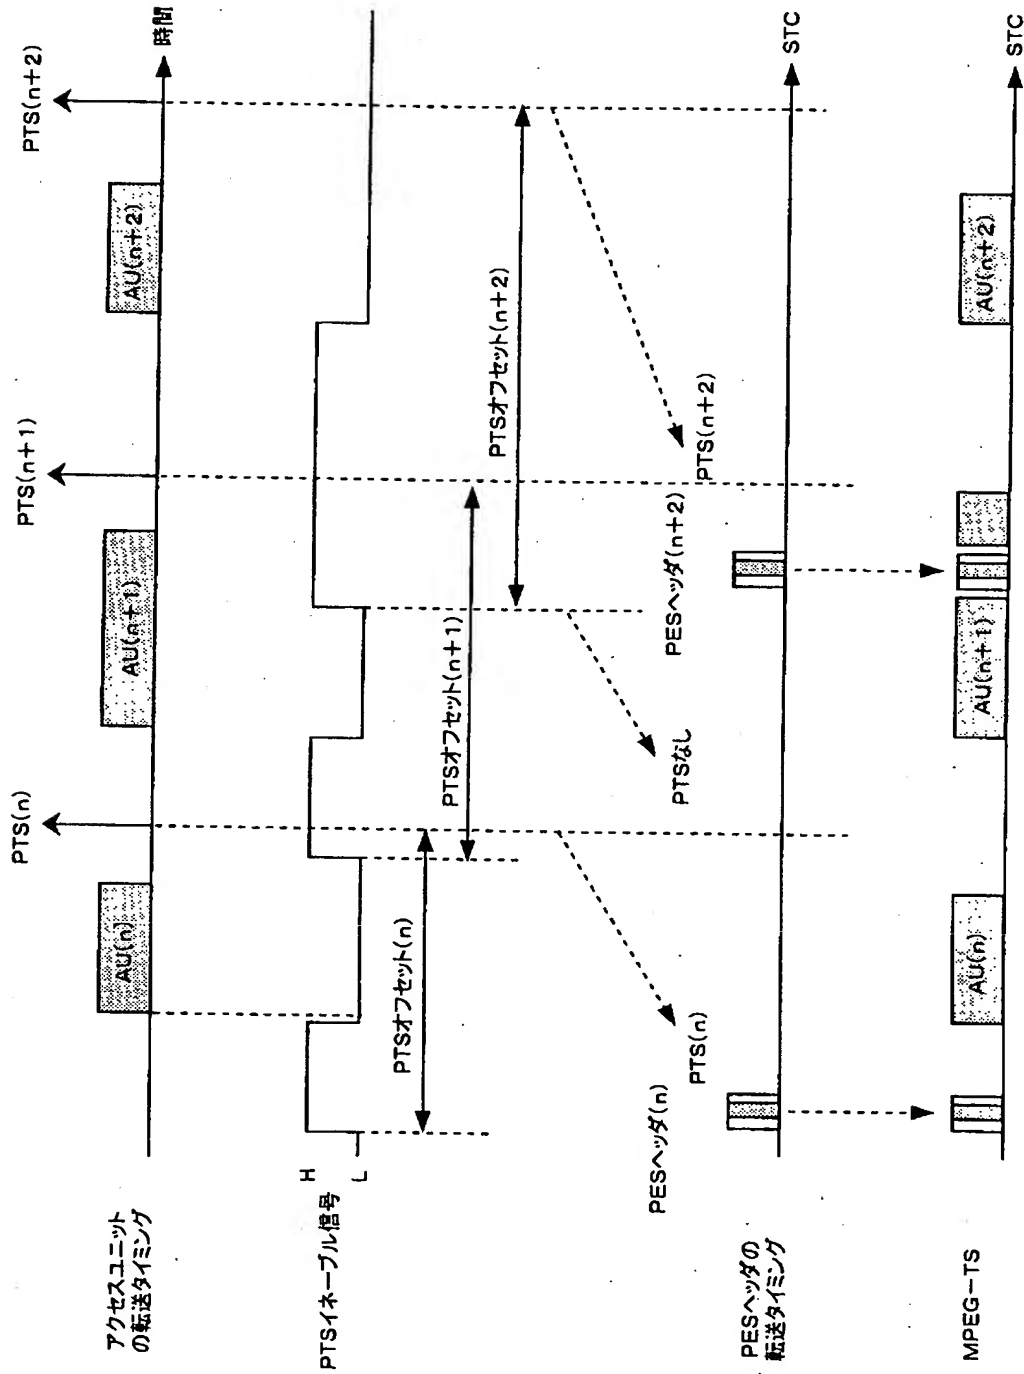 アクセスユニット
の転送タイミング
AU(n)
PTS(n)
AU(n+1)
PTS(n+1)
AU(n+2)
PTS(n+2)
時間
PTSイネーブル信号
H
L
PTSオフセット(n)
PTSオフセット(n+1)
PTSオフセット(n+2)
PTS(n)
PTSなし
PTS(n+2)
PESヘッダの
転送タイミング
PESヘッダ(n)
PESヘッダ(n+2)
STC
MPEG-TS
AU(n)
AU(n+1)
AU(n+2)
STC